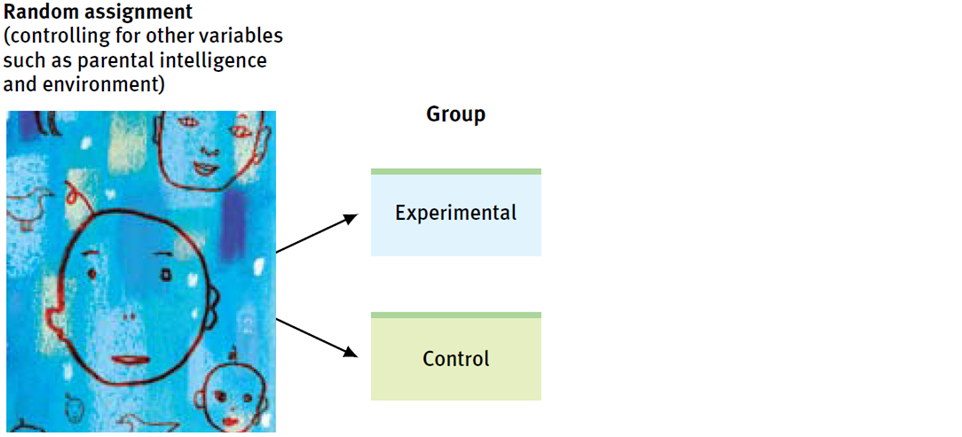 Random assignment
(controlling for other variables
such as parental intelligence
and environment)
Group
Experimental
Control